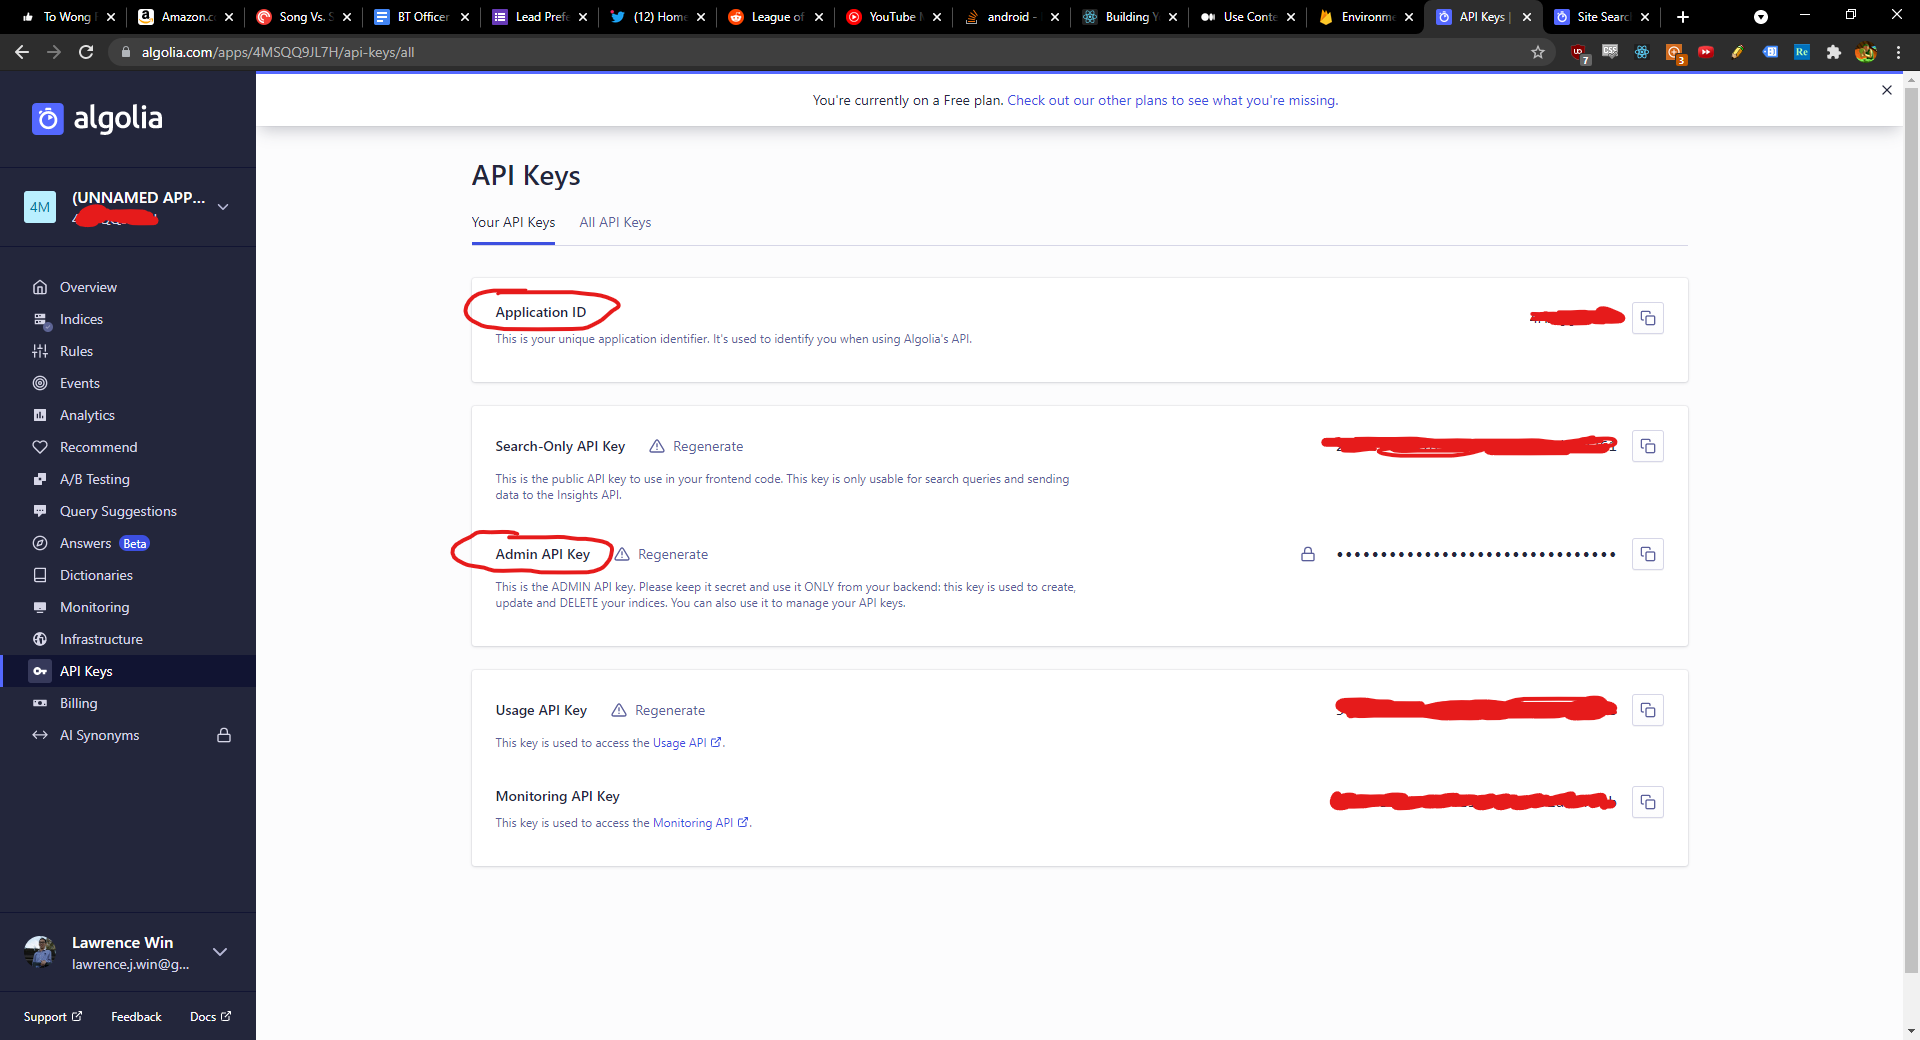 To Wong
Amazon.c
Song Vs. S
BT Officer
Lead Pref
(12) Home
League of
YouTube M
android -
Building Y
Use Conte
Environme
API Keys |
Site Searc
algolia.com/apps/4MSQQ9JL7H/api-keys/all
7
3
Re
algolia
You're currently on a Free plan. Check out our other plans to see what you're missing.
4M
(UNNAMED APP...
Overview
Indices
Rules
Events
Analytics
Recommend
A/B Testing
Query Suggestions
Answers Beta
Dictionaries
Monitoring
Infrastructure
API Keys
Billing
AI Synonyms
Lawrence Win
lawrence.j.win@g...
Support
Feedback
Docs
API Keys
Your API Keys
All API Keys
Application ID
This is your unique application identifier. It's used to identify you when using Algolia's API.
Search-Only API Key
Regenerate
This is the public API key to use in your frontend code. This key is only usable for search queries and sending
data to the Insights API.
Admin API Key
Regenerate
••••••••••••••••••••••••••••••••
This is the ADMIN API key. Please keep it secret and use it ONLY from your backend: this key is used to create,
update and DELETE your indices. You can also use it to manage your API keys.
Usage API Key
Regenerate
This key is used to access the Usage API.
Monitoring API Key
This key is used to access the Monitoring API.